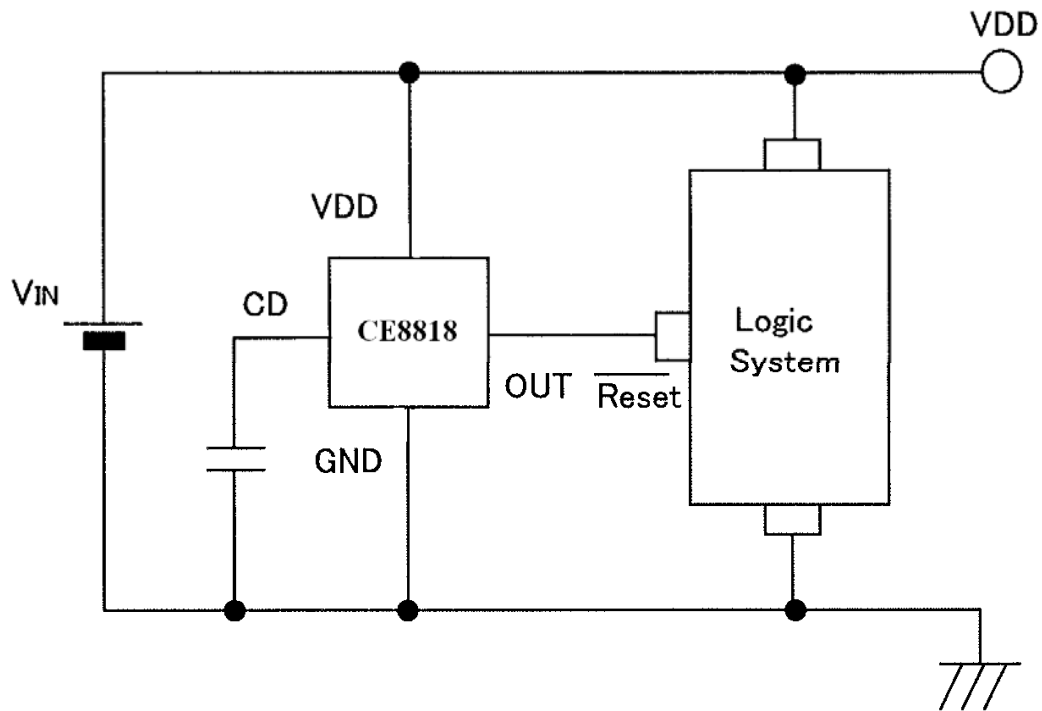 VDD
VDD
VIN
CD
CE8818
Logic
System
OUT
Reset
GND